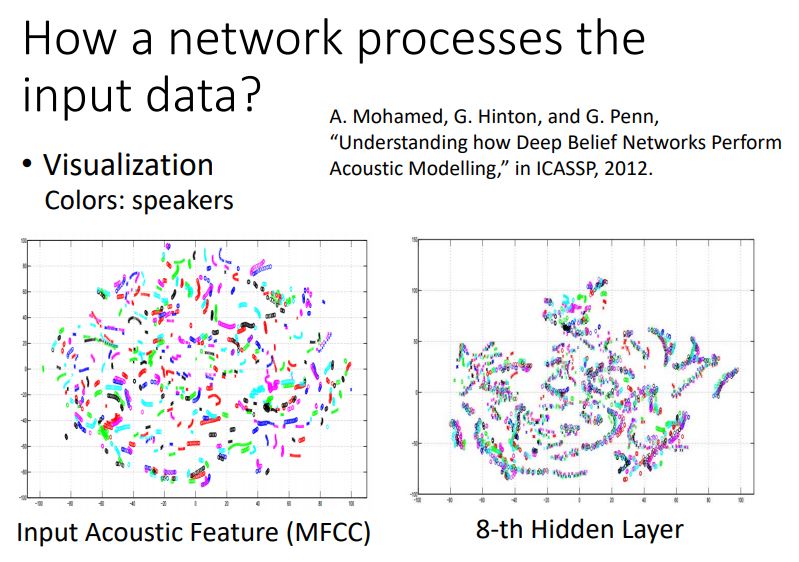 How a network processes the
input data?
A. Mohamed, G. Hinton, and G. Penn,
“Understanding how Deep Belief Networks Perform
Acoustic Modelling,” in ICASSP, 2012.
• Visualization
Colors: speakers
Input Acoustic Feature (MFCC)
8-th Hidden Layer